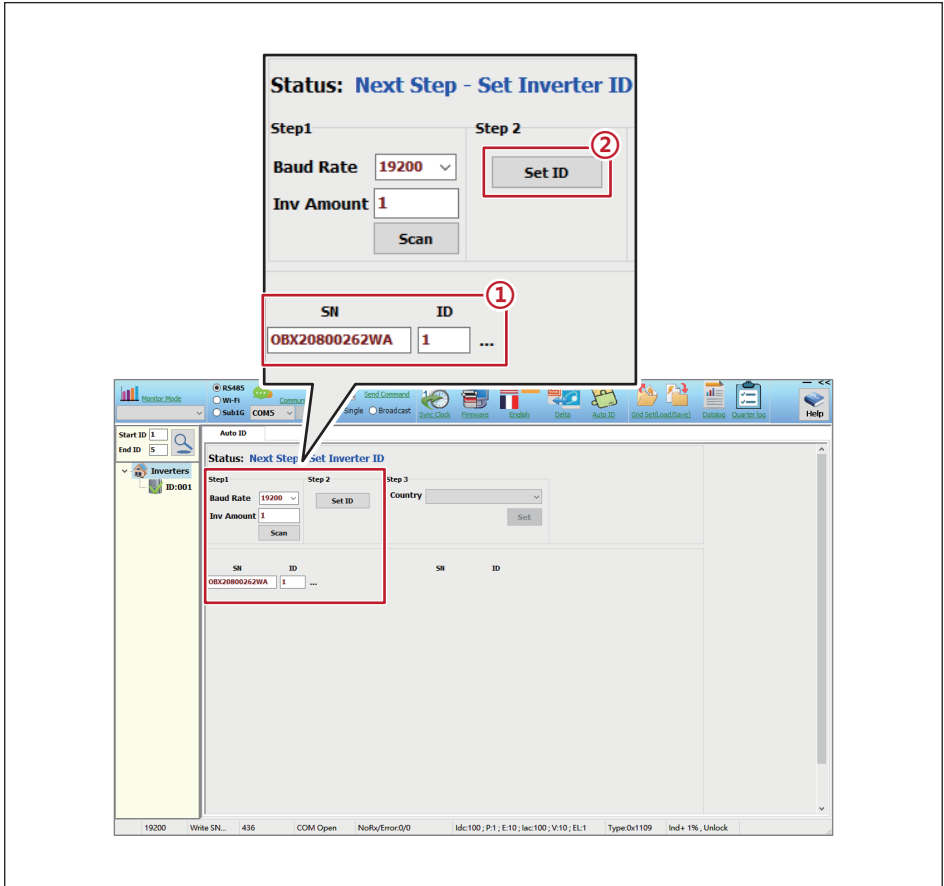 Status: Next Step - Set Inverter ID
Step1
Step 2
2
Baud Rate 19200
Set ID
Inv Amount 1
Scan
1
SN ID
OBX20800262WA 1 ...
Monitor Mode
RS485
Wi-Fi
Sub1G COM5
Send Command
Broadcast
Sync Clock
Firmware
English
Delta
Auto ID
Grid Set(Load/Save)
Datalog
Quarter log
<<
Help
Start ID 1
End ID 5
Inverters
ID:001
Auto ID
Status: Next Step Set Inverter ID
Step1
Step 2
Step 3
Baud Rate 19200
Set ID
Country
Inv Amount 1
Set
Scan
SN ID
SN ID
OBX20800262WA 1 ...
19200 Write SN... 436 COM Open NoRx/Error:0/0 Idc:100 ; P:1 ; E:10 ; Iac:100 ; V:10 ; EL:1 Type:0x1109 Ind+ 1% , Unlock